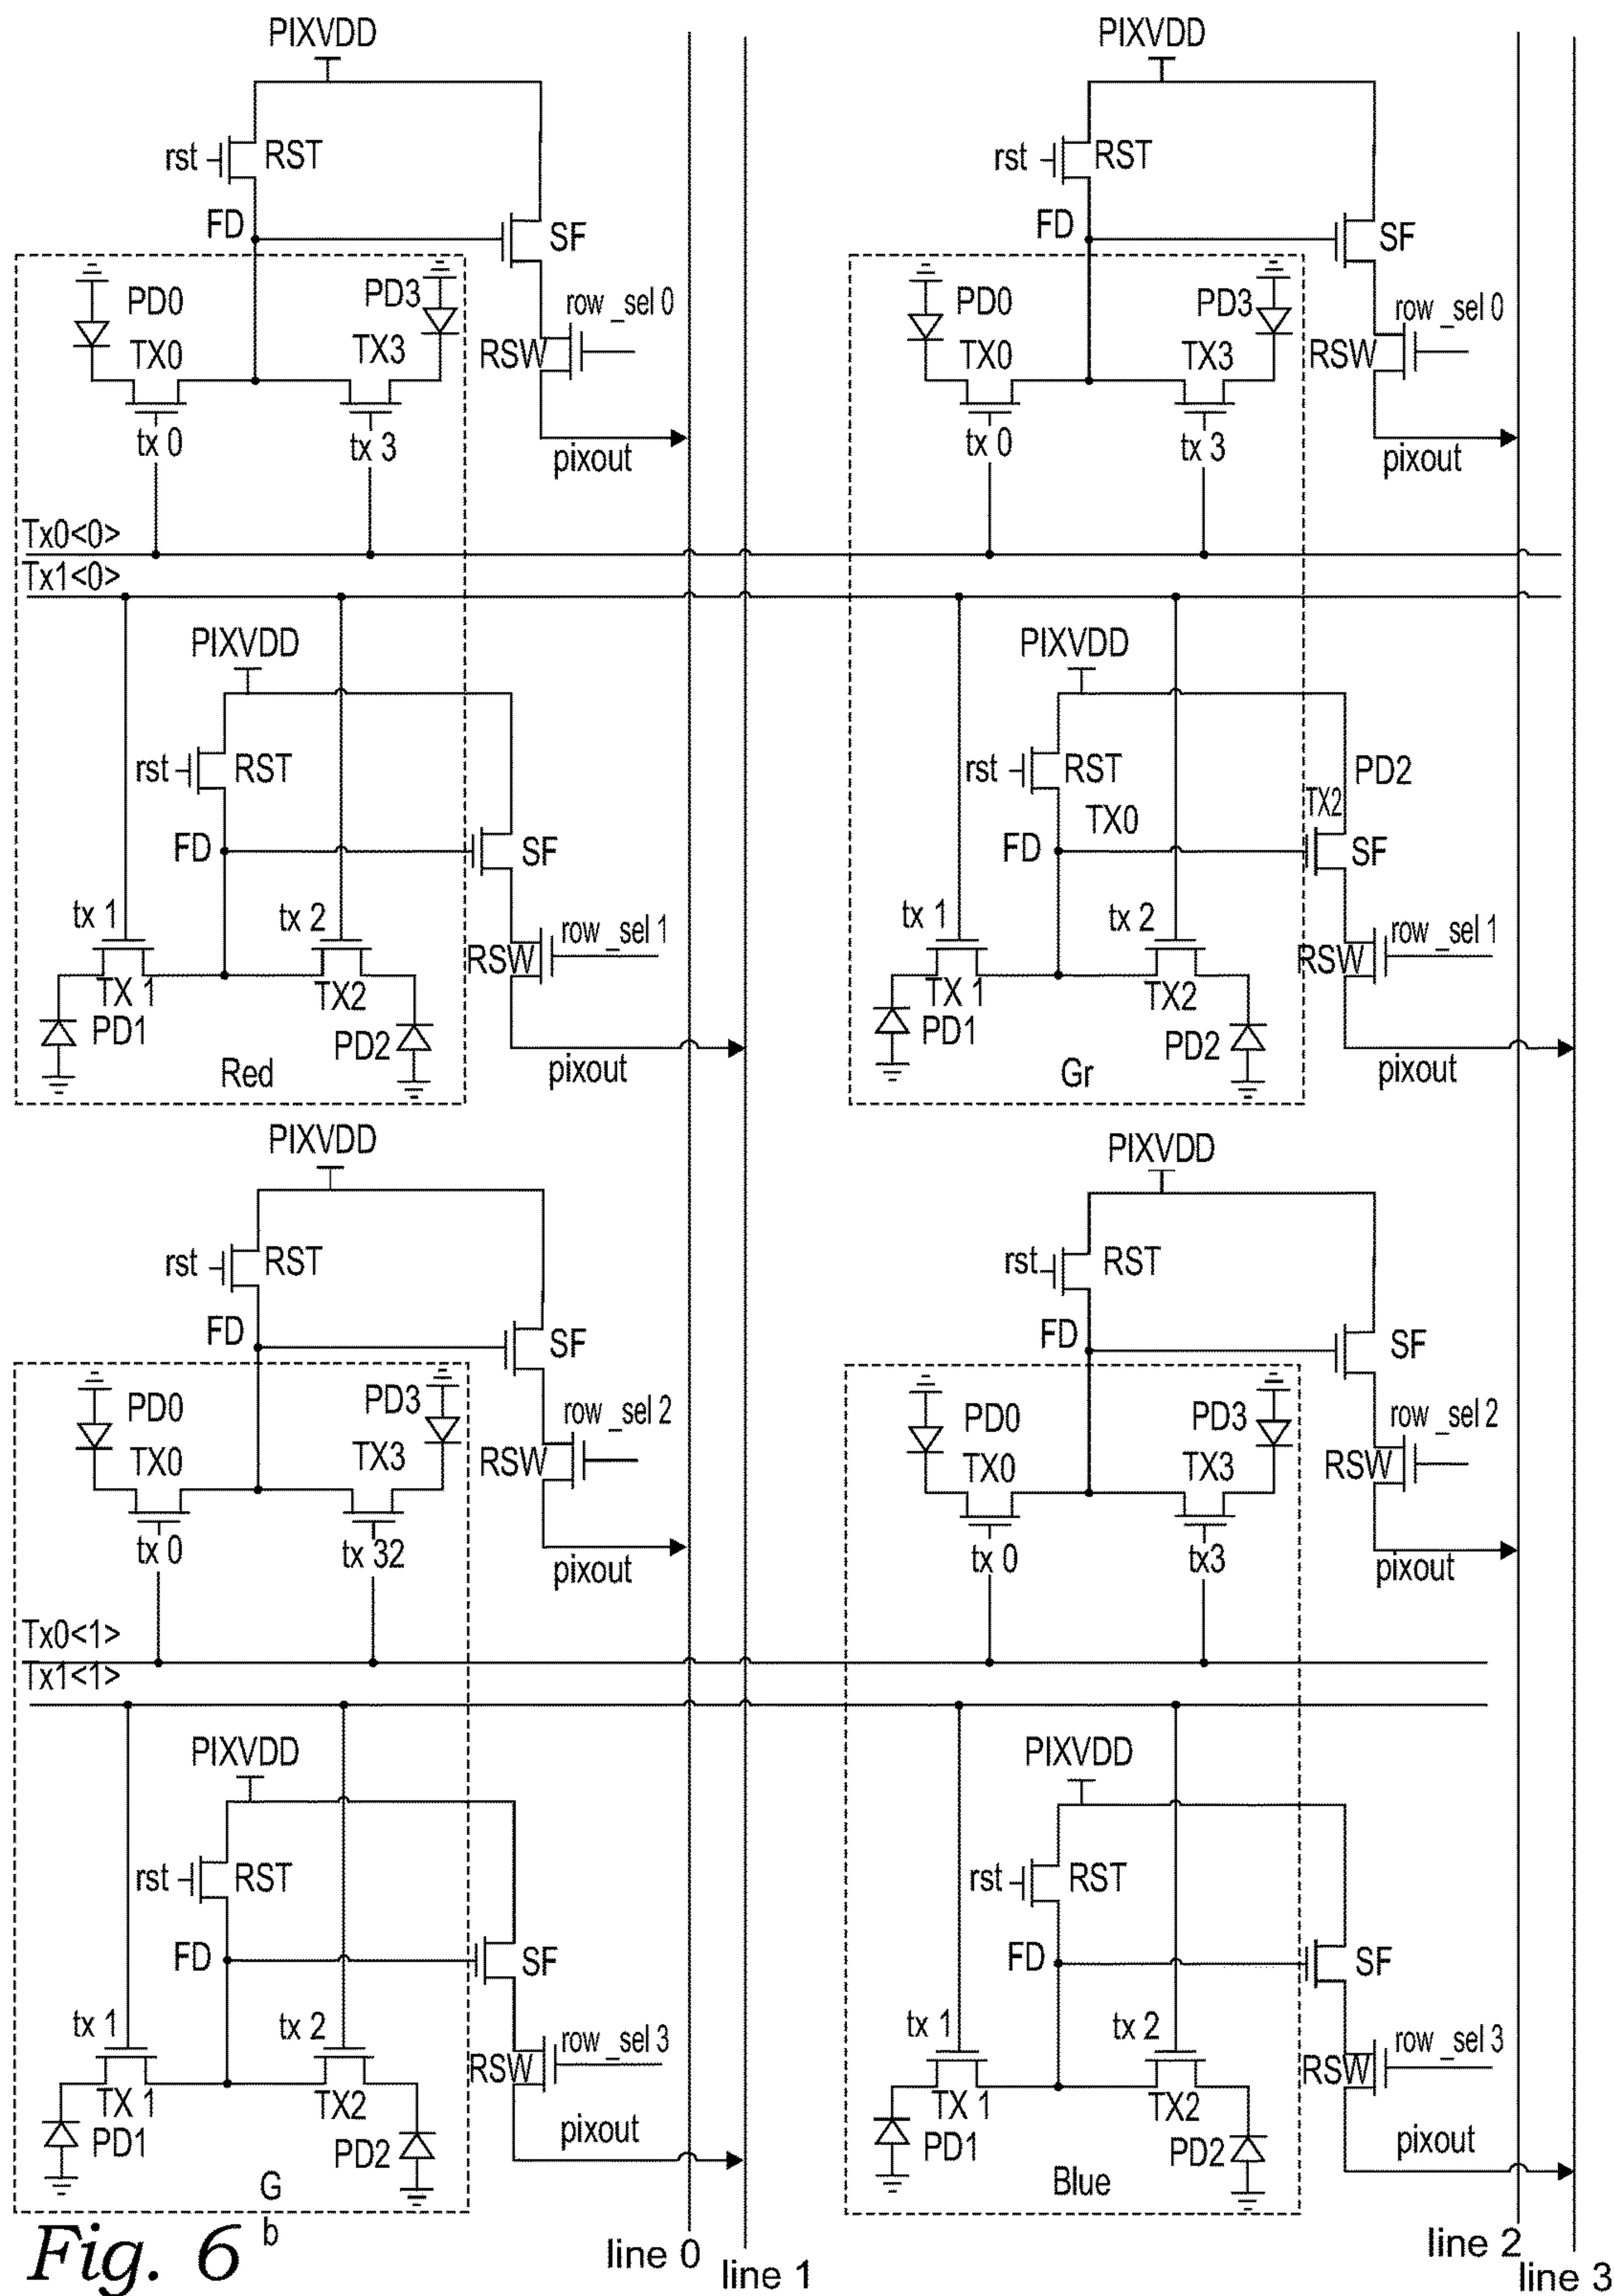 PIXVDD PIXVDD
rst RST rst RST
FD SF FD SF
PD0 PD3 row_sel 0 PD0 PD3 row_sel 0
TX0 TX3 RSW TX0 TX3 RSW
tx 0 tx 3 pixout tx 0 tx 3 pixout
Tx0<0>
Tx1<0>
PIXVDD PIXVDD
rst RST rst RST PD2
TX0 TX2
FD SF FD SF
tx 1 tx 2 row_sel 1 tx 1 tx 2 row_sel 1
RSW RSW
TX 1 TX2 TX 1 TX2
PD1 PD2 PD1 PD2
Red pixout Gr pixout
PIXVDD PIXVDD
rst RST rst RST
FD SF FD SF
PD0 PD3 row_sel 2 PD0 PD3 row_sel 2
TX0 TX3 RSW TX0 TX3 RSW
tx 0 tx 32 pixout tx 0 tx3 pixout
Tx0<1>
Tx1<1>
PIXVDD PIXVDD
rst RST rst RST
FD SF FD SF
tx 1 tx 2 row_sel 3 tx 1 tx 2 row_sel 3
RSW RSW
TX 1 TX2 TX 1 TX2
PD1 PD2 pixout PD1 PD2 pixout
G Blue
b
Fig. 6 line 0 line 1 line 2 line 3